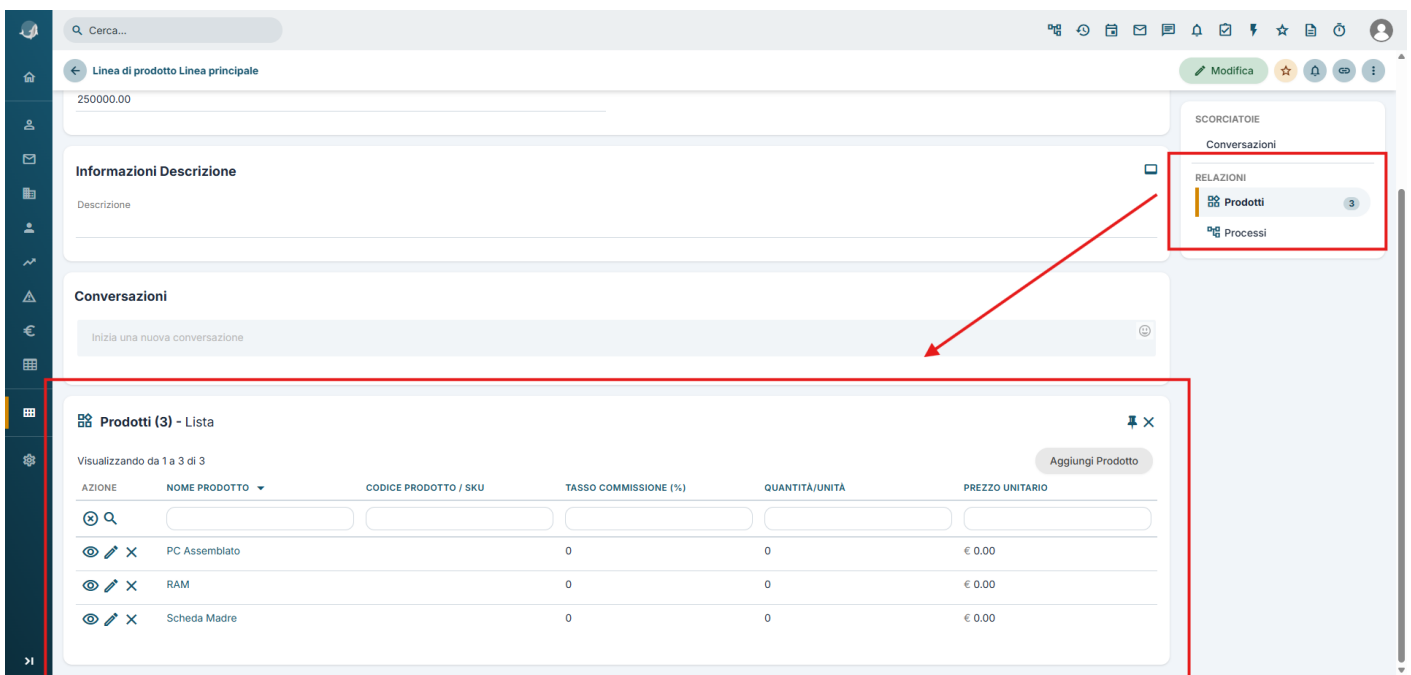 Cerca...
Linea di prodotto Linea principale
Modifica
250000.00
SCORCIATOIE
Conversazioni
RELAZIONI
Prodotti 3
Processi
Informazioni Descrizione
Descrizione
Conversazioni
Inizia una nuova conversazione
Prodotti (3) - Lista
Visualizzando da 1 a 3 di 3
Aggiungi Prodotto
AZIONE NOME PRODOTTO CODICE PRODOTTO / SKU TASSO COMMISSIONE (%) QUANTITÀ/UNITÀ PREZZO UNITARIO
PC Assemblato 0 0 € 0.00
RAM 0 0 € 0.00
Scheda Madre 0 0 € 0.00